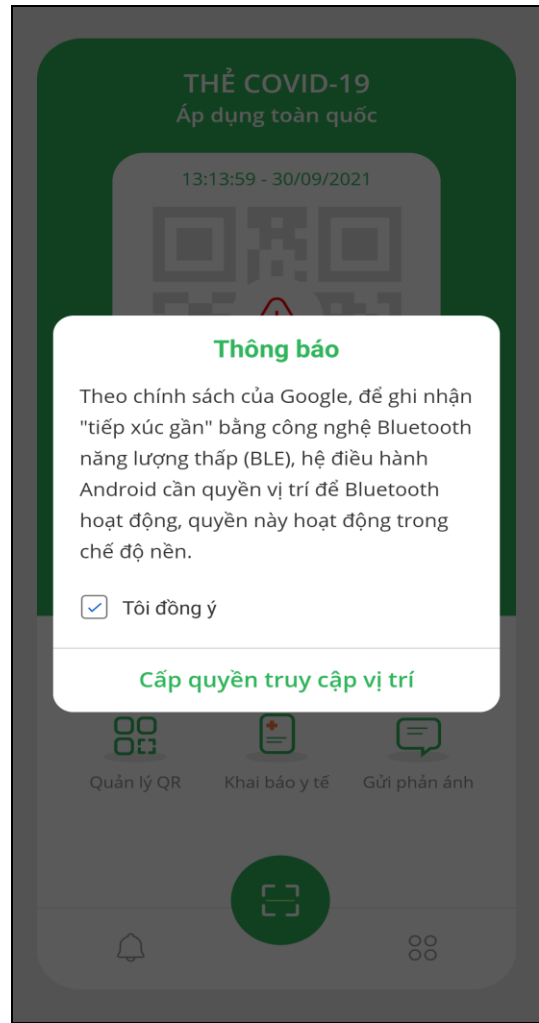 THẺ COVID-19
Áp dụng toàn quốc
13:13:59 - 30/09/2021
Thông báo
Theo chính sách của Google, để ghi nhận
"tiếp xúc gần" bằng công nghệ Bluetooth
năng lượng thấp (BLE), hệ điều hành
Android cần quyền vị trí để Bluetooth
hoạt động, quyền này hoạt động trong
chế độ nền.
Tôi đồng ý
Cấp quyền truy cập vị trí
Quản lý QR Khai báo y tế Gửi phản ánh